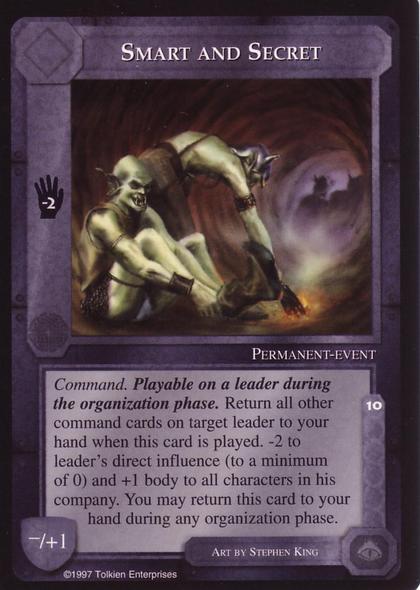 SMART AND SECRET
-2
PERMANENT-EVENT
Command. Playable on a leader during
the organization phase. Return all other
command cards on target leader to your
hand when this card is played. -2 to
leader's direct influence (to a minimum
of 0) and +1 body to all characters in his
company. You may return this card to your
hand during any organization phase.
10
–/+1
ART BY STEPHEN KING
©1997 Tolkien Enterprises